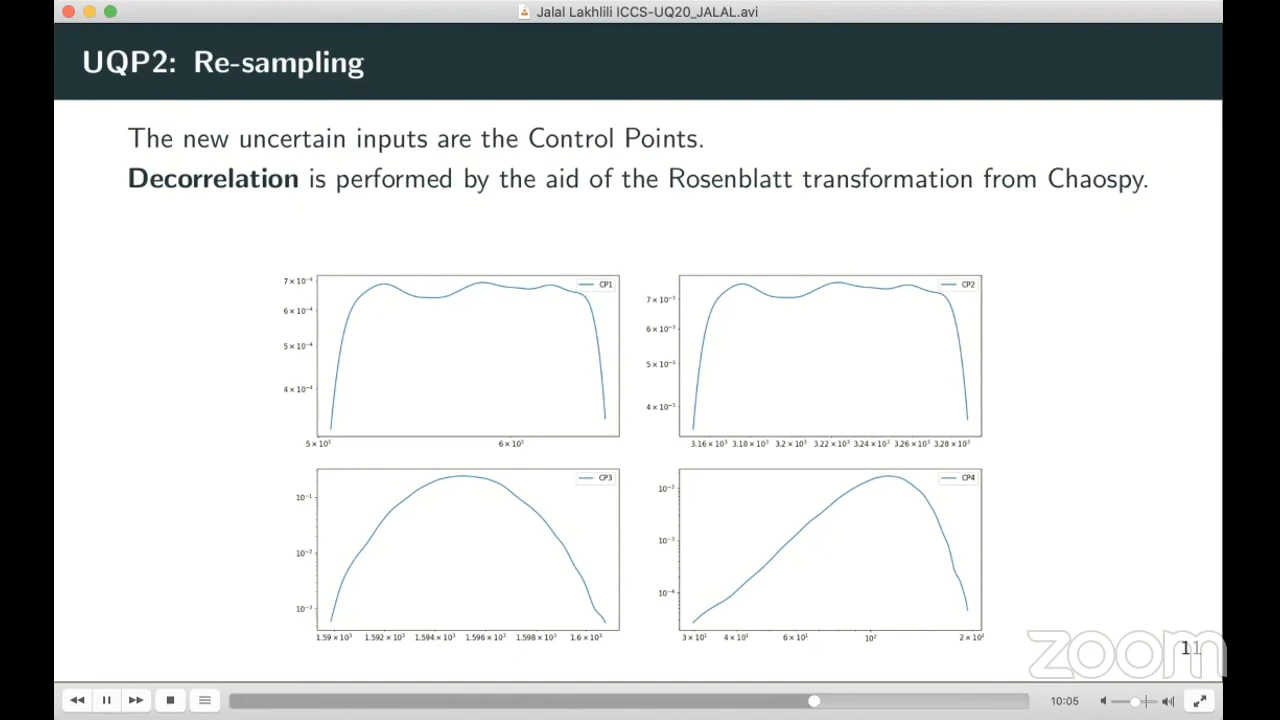 Jalal Lakhlili ICCS-UQ20_JALAL.avi
UQP2: Re-sampling
The new uncertain inputs are the Control Points.
Decorrelation is performed by the aid of the Rosenblatt transformation from Chaospy.
CP1
7 × 10⁻⁴
6 × 10⁻⁴
5 × 10⁻⁴
4 × 10⁻⁴
5 × 10³
6 × 10³
CP2
7 × 10⁻³
6 × 10⁻³
5 × 10⁻³
4 × 10⁻³
3.16 × 10³ 3.18 × 10³ 3.2 × 10³ 3.22 × 10³ 3.24 × 10³ 3.26 × 10³ 3.28 × 10³
CP3
10⁻¹
10⁻²
10⁻³
1.59 × 10³ 1.592 × 10³ 1.594 × 10³ 1.596 × 10³ 1.598 × 10³ 1.6 × 10³
CP4
10⁻²
10⁻³
10⁻⁴
3 × 10¹ 4 × 10¹ 6 × 10¹ 10² 2 × 10²
zoom
11
10:05